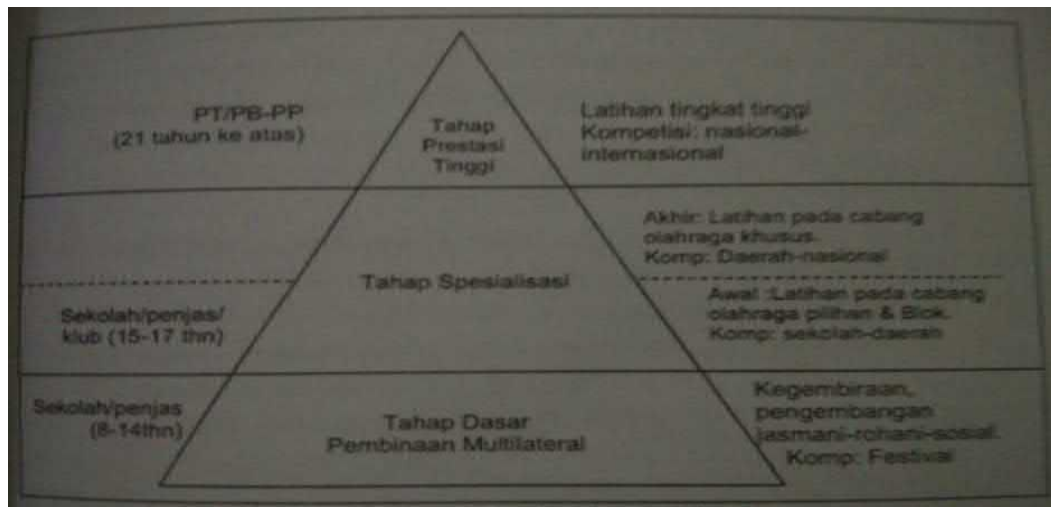 PT/PB-PP
(21 tahun ke atas)
Tahap
Prestasi
Tinggi
Latihan tingkat tinggi
Kompetisi: nasional-
internasional
Akhir: Latihan pada cabang
olahraga khusus.
Komp: Daerah-nasional
Tahap Spesialisasi
Sekolah/penjas/
klub (15-17 thn)
Awal :Latihan pada cabang
olahraga pilihan & Blok.
Komp: sekolah-daerah
Sekolah/penjas
(8-14thn)
Tahap Dasar
Pembinaan Multilateral
Kegembiraan,
pengembangan
jasmani-rohani-sosial.
Komp: Festival